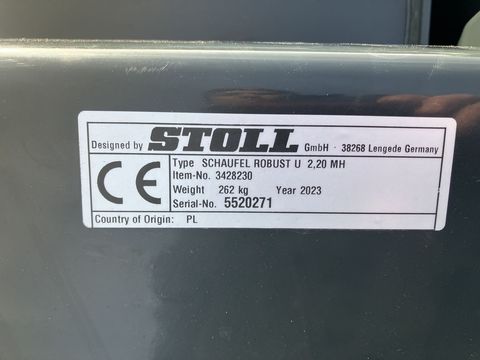 Designed by STOLL GmbH · 38268 Lengede Germany
CE
Type SCHAUFEL ROBUST U 2,20 MH
Item-No. 3428230
Weight 262 kg Year 2023
Serial-No. 5520271
Country of Origin: PL